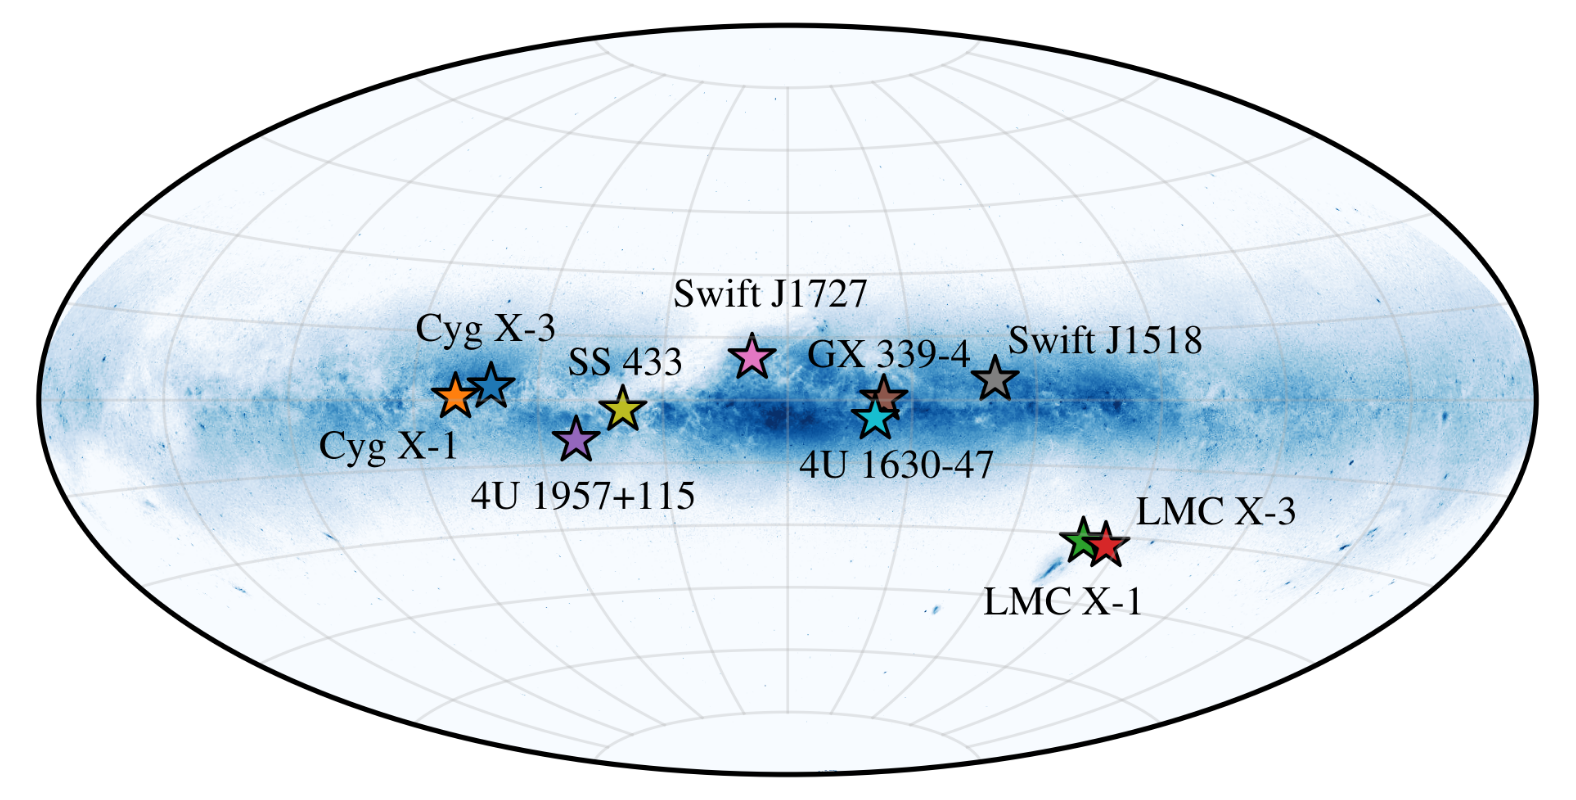 Swift J1727
Cyg X-3
SS 433
GX 339-4
Swift J1518
Cyg X-1
4U 1957+115
4U 1630-47
LMC X-3
LMC X-1